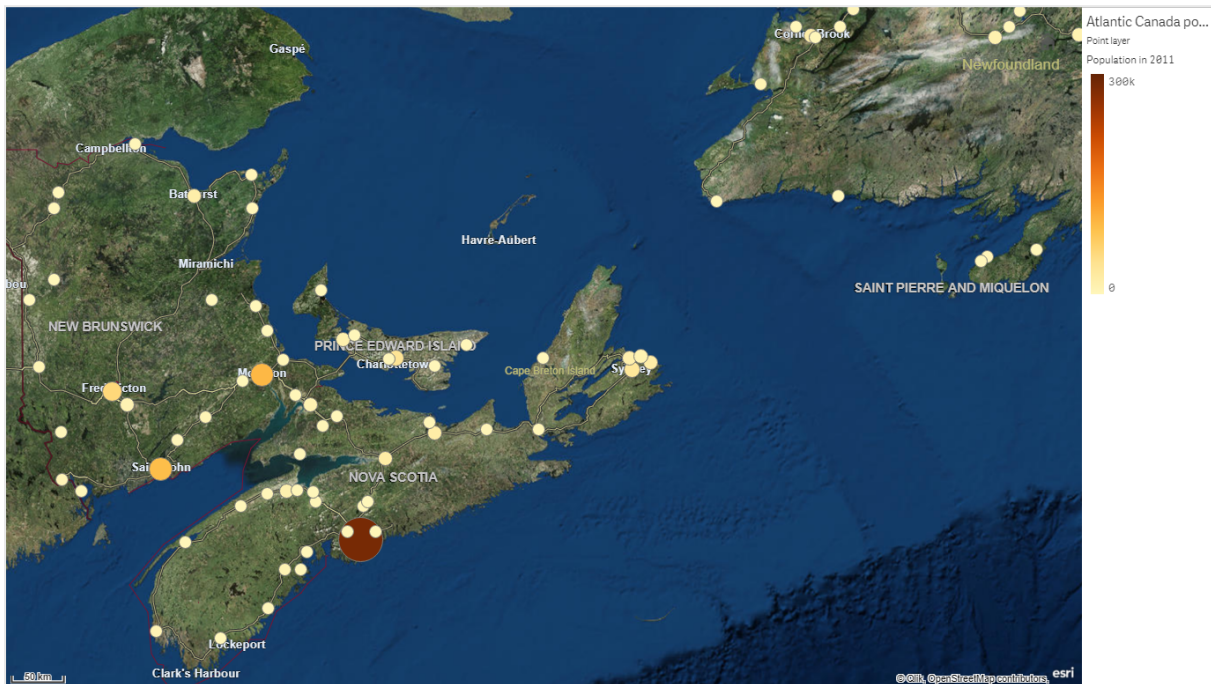 Atlantic Canada po...
Point layer
Population in 2011
300k
0
Gaspé
Corner Brook
Newfoundland
Campbellton
Bathurst
Havre-Aubert
Miramichi
bou
SAINT PIERRE AND MIQUELON
NEW BRUNSWICK
PRINCE EDWARD ISLAND
Charlottetown
Cape Breton Island
Sydney
Moncton
Fredericton
Saint John
NOVA SCOTIA
Lockeport
Clark's Harbour
50 km
© Qlik, OpenStreetMap contributors,
esri